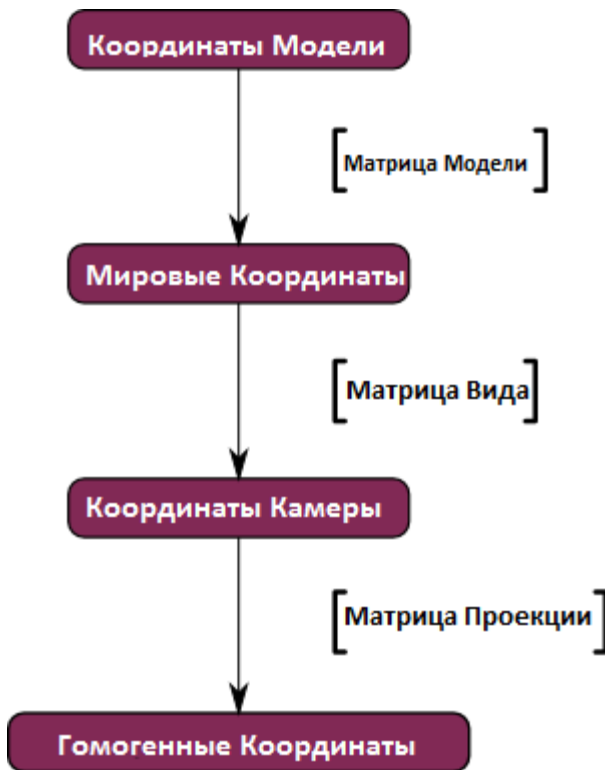 Координаты Модели
Матрица Модели
Мировые Координаты
Матрица Вида
Координаты Камеры
Матрица Проекции
Гомогенные Координаты